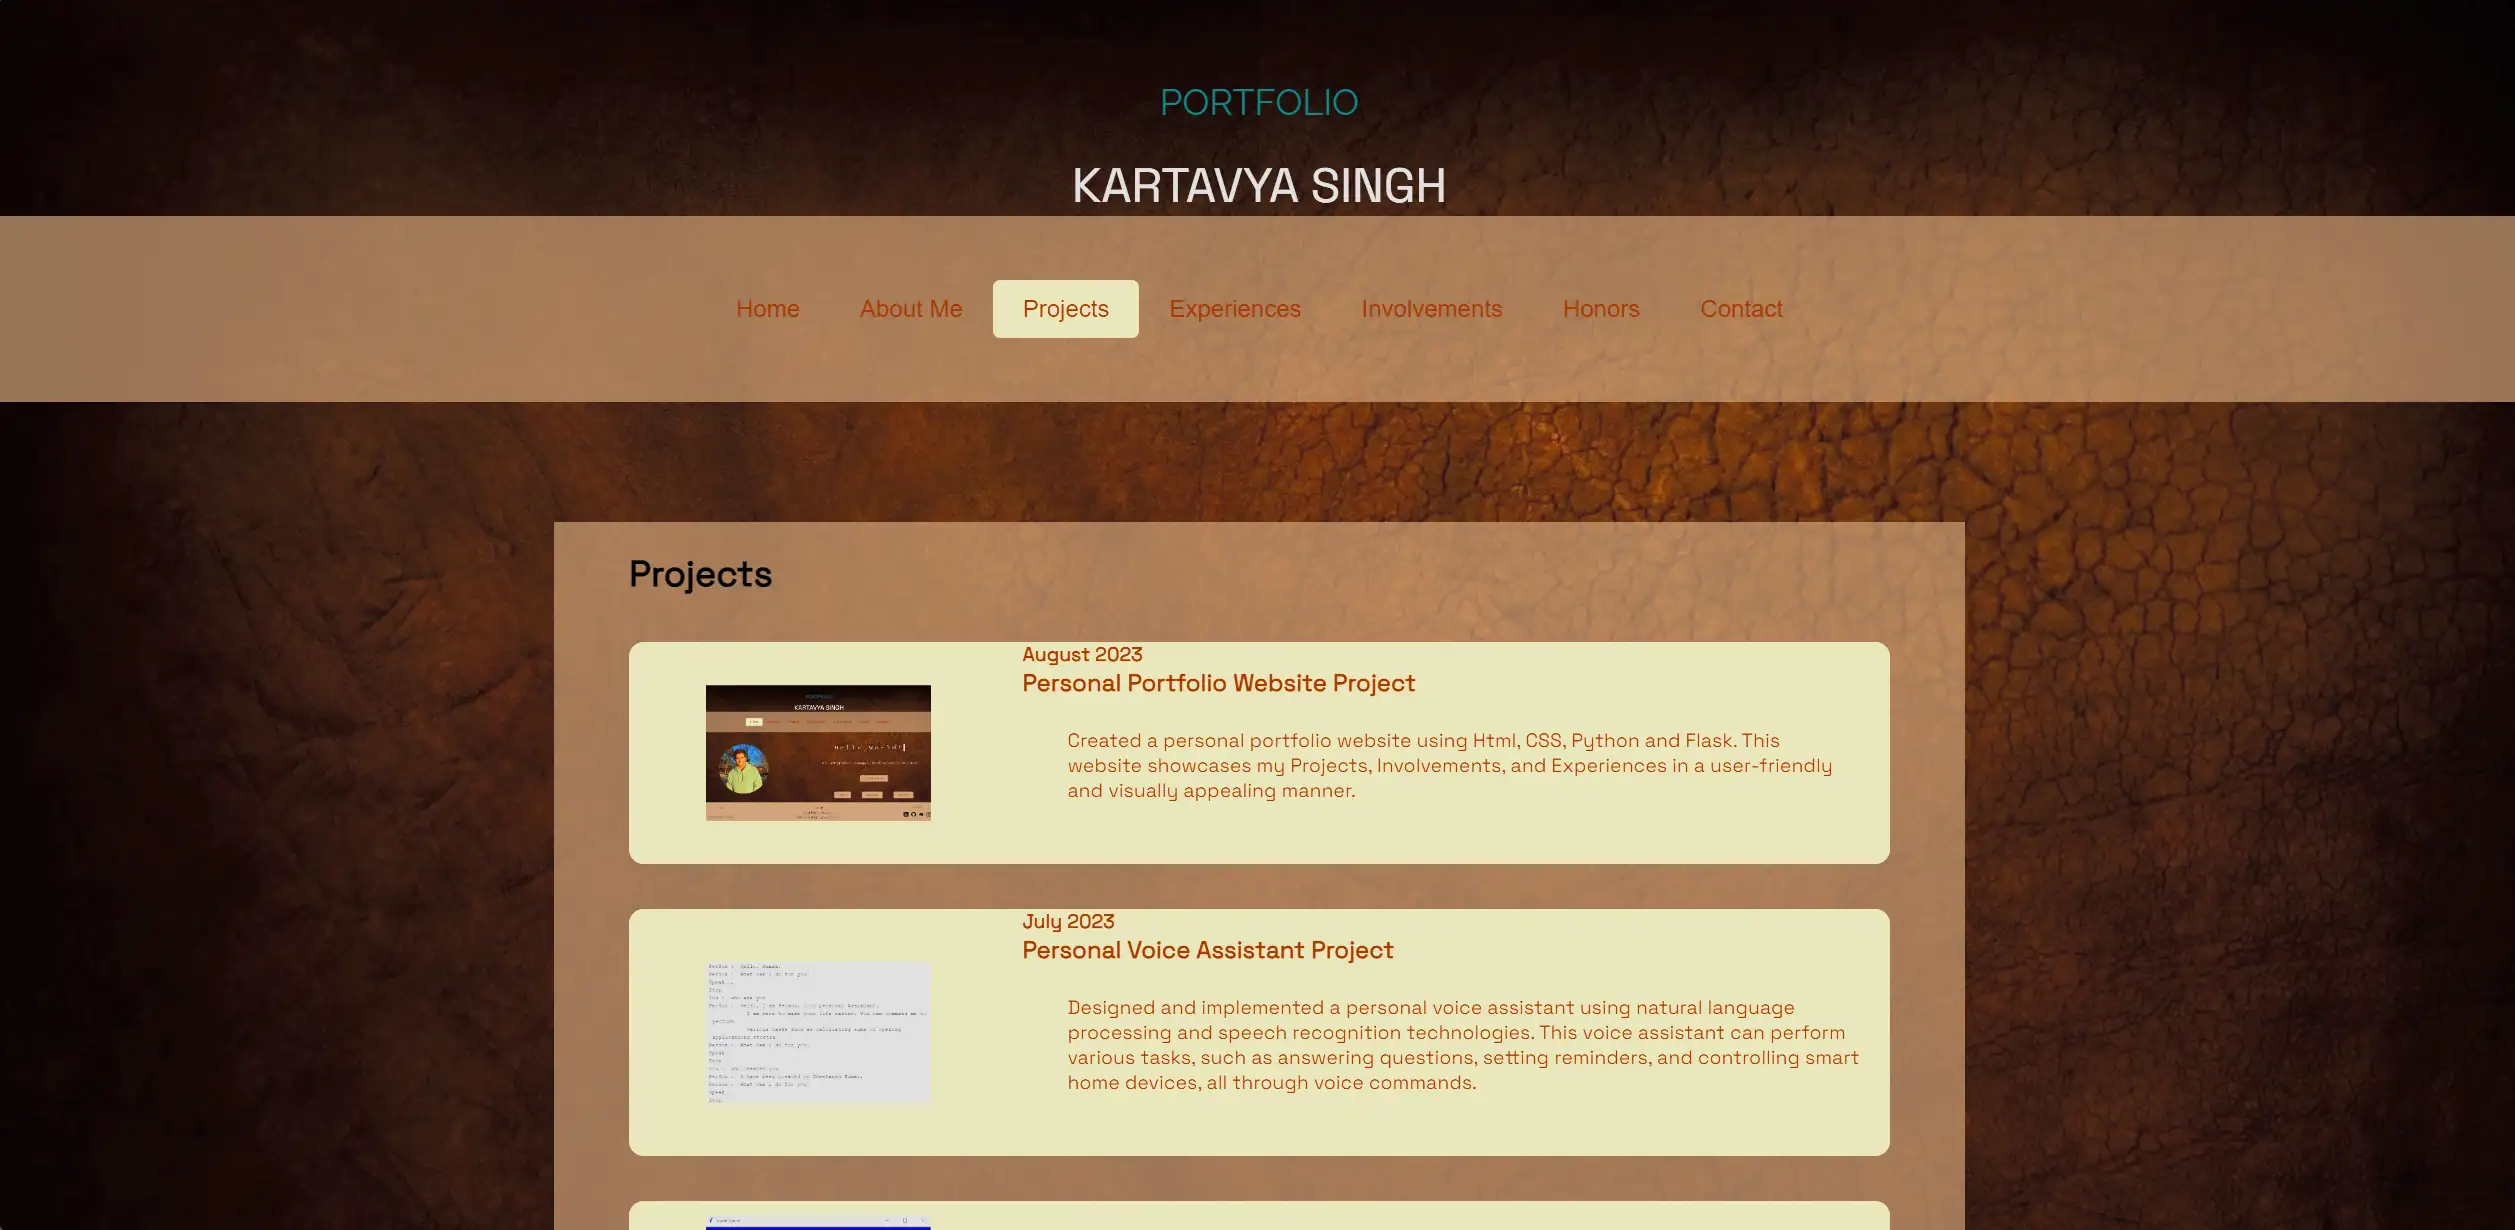 PORTFOLIO
KARTAVYA SINGH
Home
About Me
Projects
Experiences
Involvements
Honors
Contact
Projects
KARTAVYA SINGH
Hello World!
August 2023
Personal Portfolio Website Project
Created a personal portfolio website using Html, CSS, Python and Flask. This
website showcases my Projects, Involvements, and Experiences in a user-friendly
and visually appealing manner.
July 2023
Personal Voice Assistant Project
Designed and implemented a personal voice assistant using natural language
processing and speech recognition technologies. This voice assistant can perform
various tasks, such as answering questions, setting reminders, and controlling smart
home devices, all through voice commands.